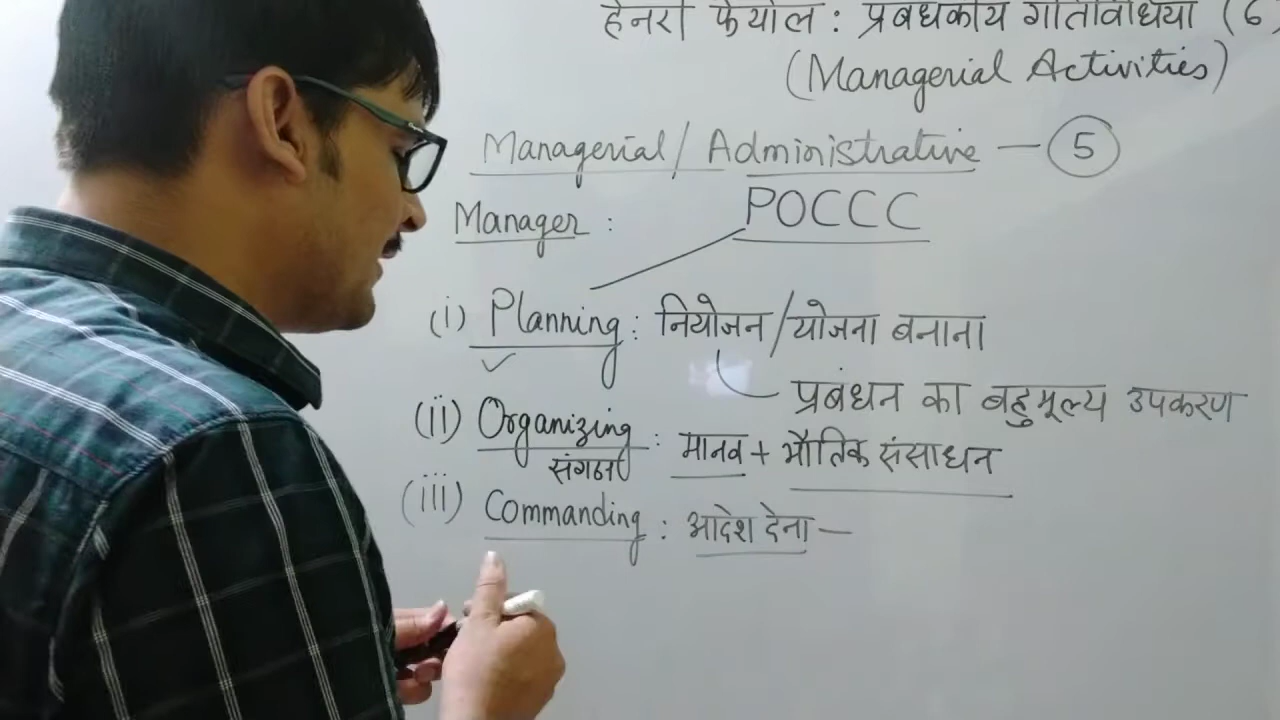 हेनरी फेयोल : प्रबंधकीय गतिविधियाँ (6)
(Managerial Activities)
Managerial / Administrative — 5
Manager : POCCC
(i) Planning : नियोजन / योजना बनाना
प्रबंधन का बहुमूल्य उपकरण
(ii) Organizing : मानव + भौतिक संसाधन
संगठन
(iii) Commanding : आदेश देना —